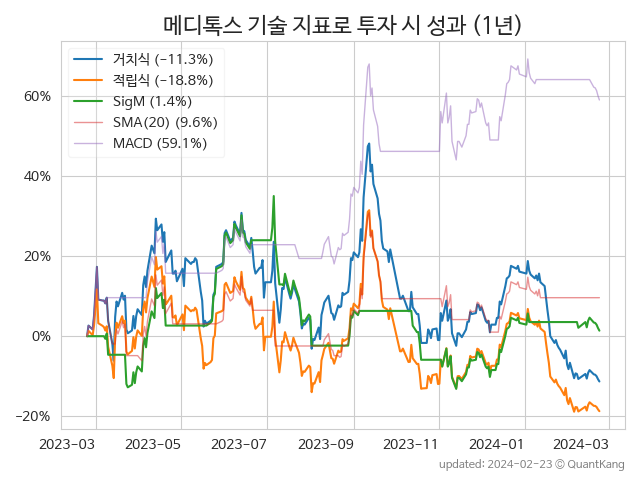 메디톡스 기술 지표로 투자 시 성과 (1년)
거치식 (−11.3%)
적립식 (−18.8%)
SigM (1.4%)
SMA(20) (9.6%)
MACD (59.1%)
60%
40%
20%
0%
−20%
2023-03 2023-05 2023-07 2023-09 2023-11 2024-01 2024-03
updated: 2024-02-23 ⓒ QuantKang